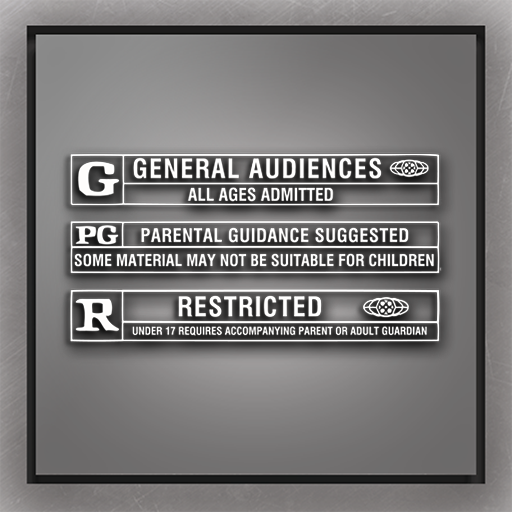 G GENERAL AUDIENCES
ALL AGES ADMITTED
PG PARENTAL GUIDANCE SUGGESTED
SOME MATERIAL MAY NOT BE SUITABLE FOR CHILDREN
R RESTRICTED
UNDER 17 REQUIRES ACCOMPANYING PARENT OR ADULT GUARDIAN